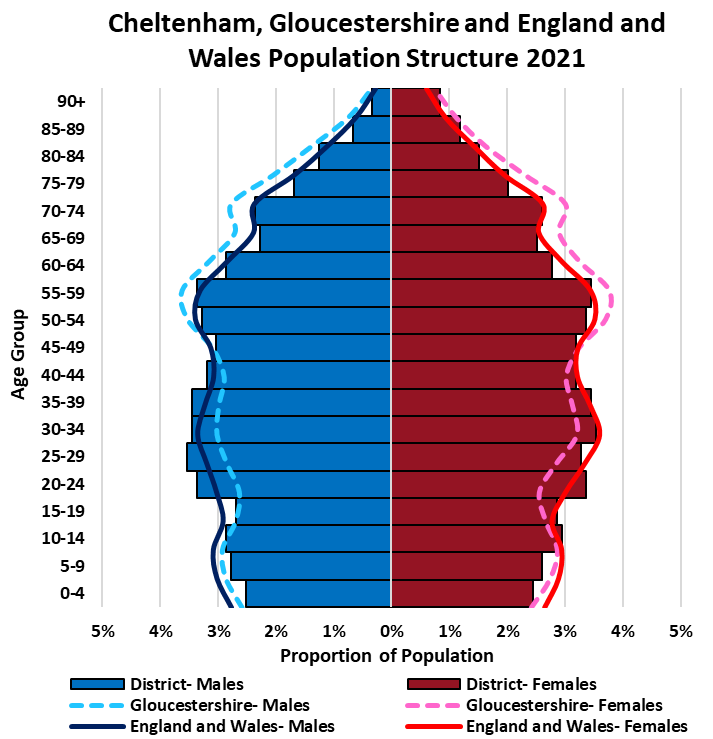 Cheltenham, Gloucestershire and England and
Wales Population Structure 2021
Age Group
90+
85-89
80-84
75-79
70-74
65-69
60-64
55-59
50-54
45-49
40-44
35-39
30-34
25-29
20-24
15-19
10-14
5-9
0-4
5% 4% 3% 2% 1% 0% 1% 2% 3% 4% 5%
Proportion of Population
District- Males District- Females
Gloucestershire- Males Gloucestershire- Females
England and Wales- Males England and Wales- Females